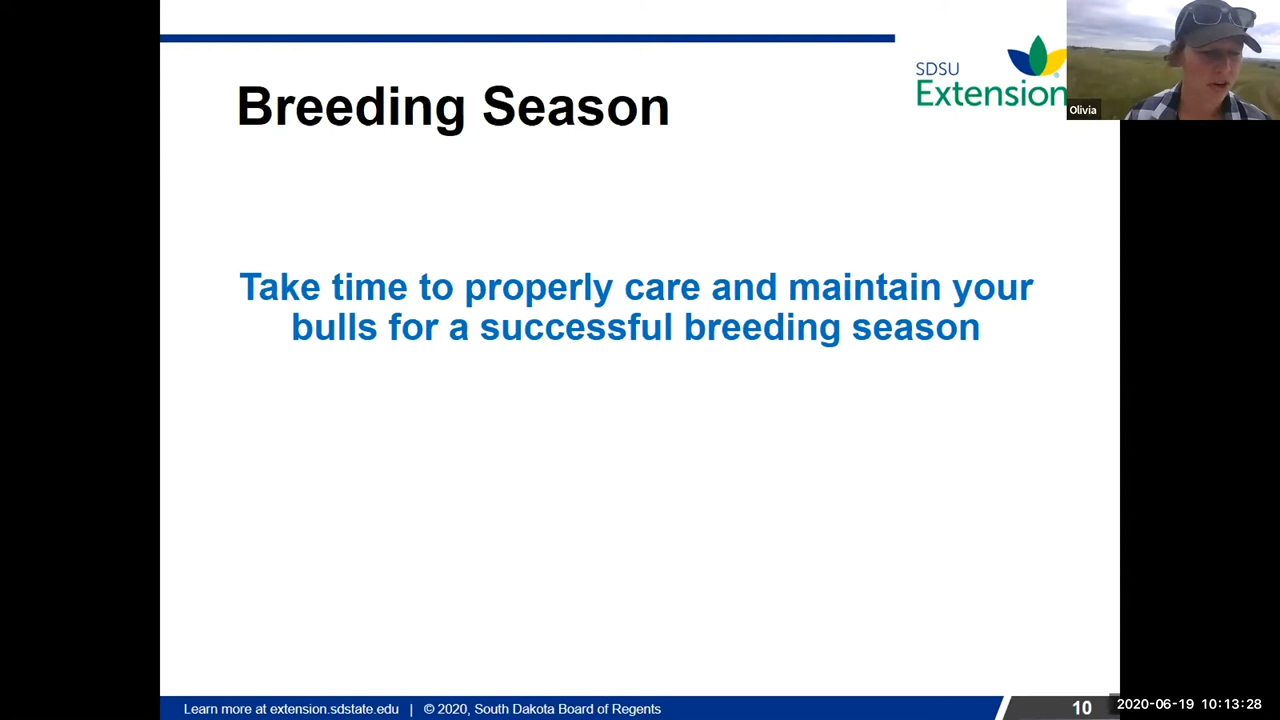 SDSU
Extension
Olivia
Breeding Season
Take time to properly care and maintain your
bulls for a successful breeding season
Learn more at extension.sdstate.edu | © 2020, South Dakota Board of Regents
10
2020-06-19 10:13:28